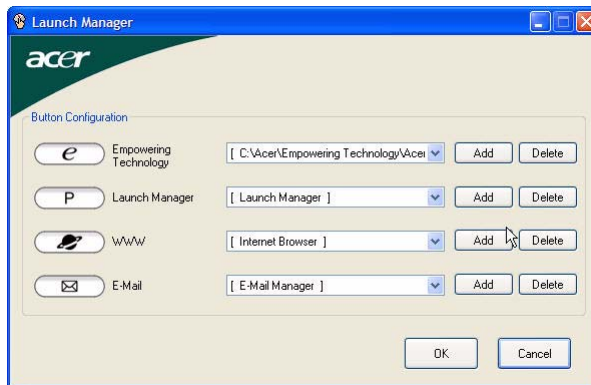 Launch Manager
acer
Button Configuration
e
Empowering
Technology
[ C:\Acer\Empowering Technology\Acer
Add
Delete
P
Launch Manager
[ Launch Manager ]
Add
Delete
WWW
[ Internet Browser ]
Add
Delete
E-Mail
[ E-Mail Manager ]
Add
Delete
OK
Cancel